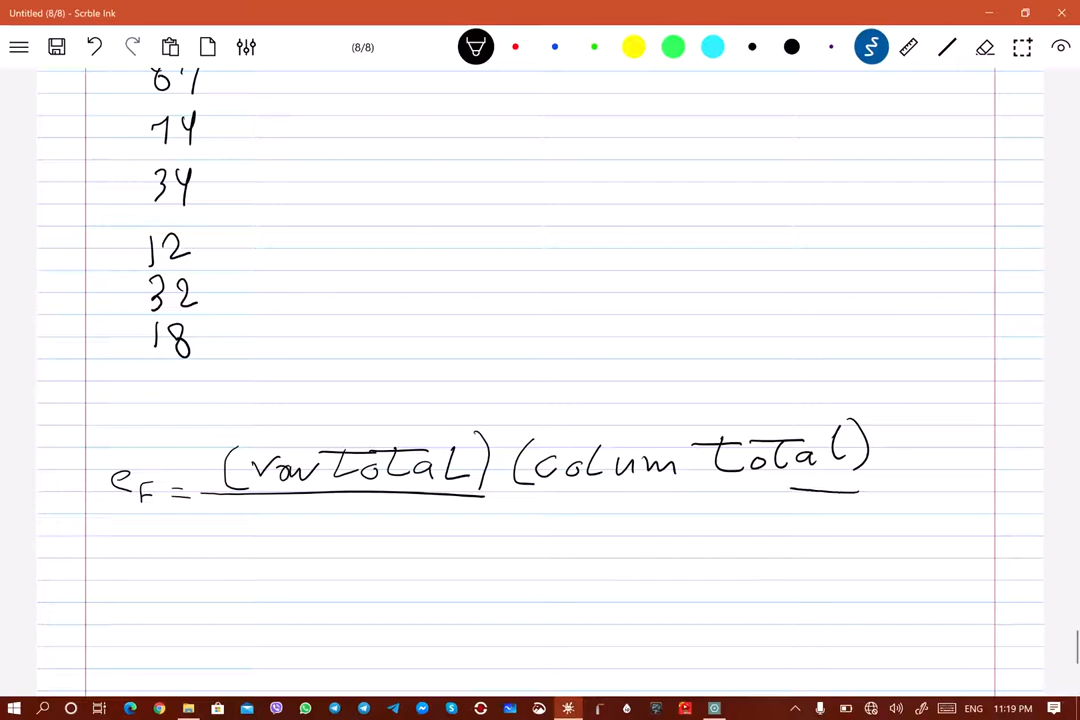 Untitled (8/8) - Scrble Ink
(8/8)
74
34
12
32
18
eF = (row total) (colum total)
ENG 11:19 PM